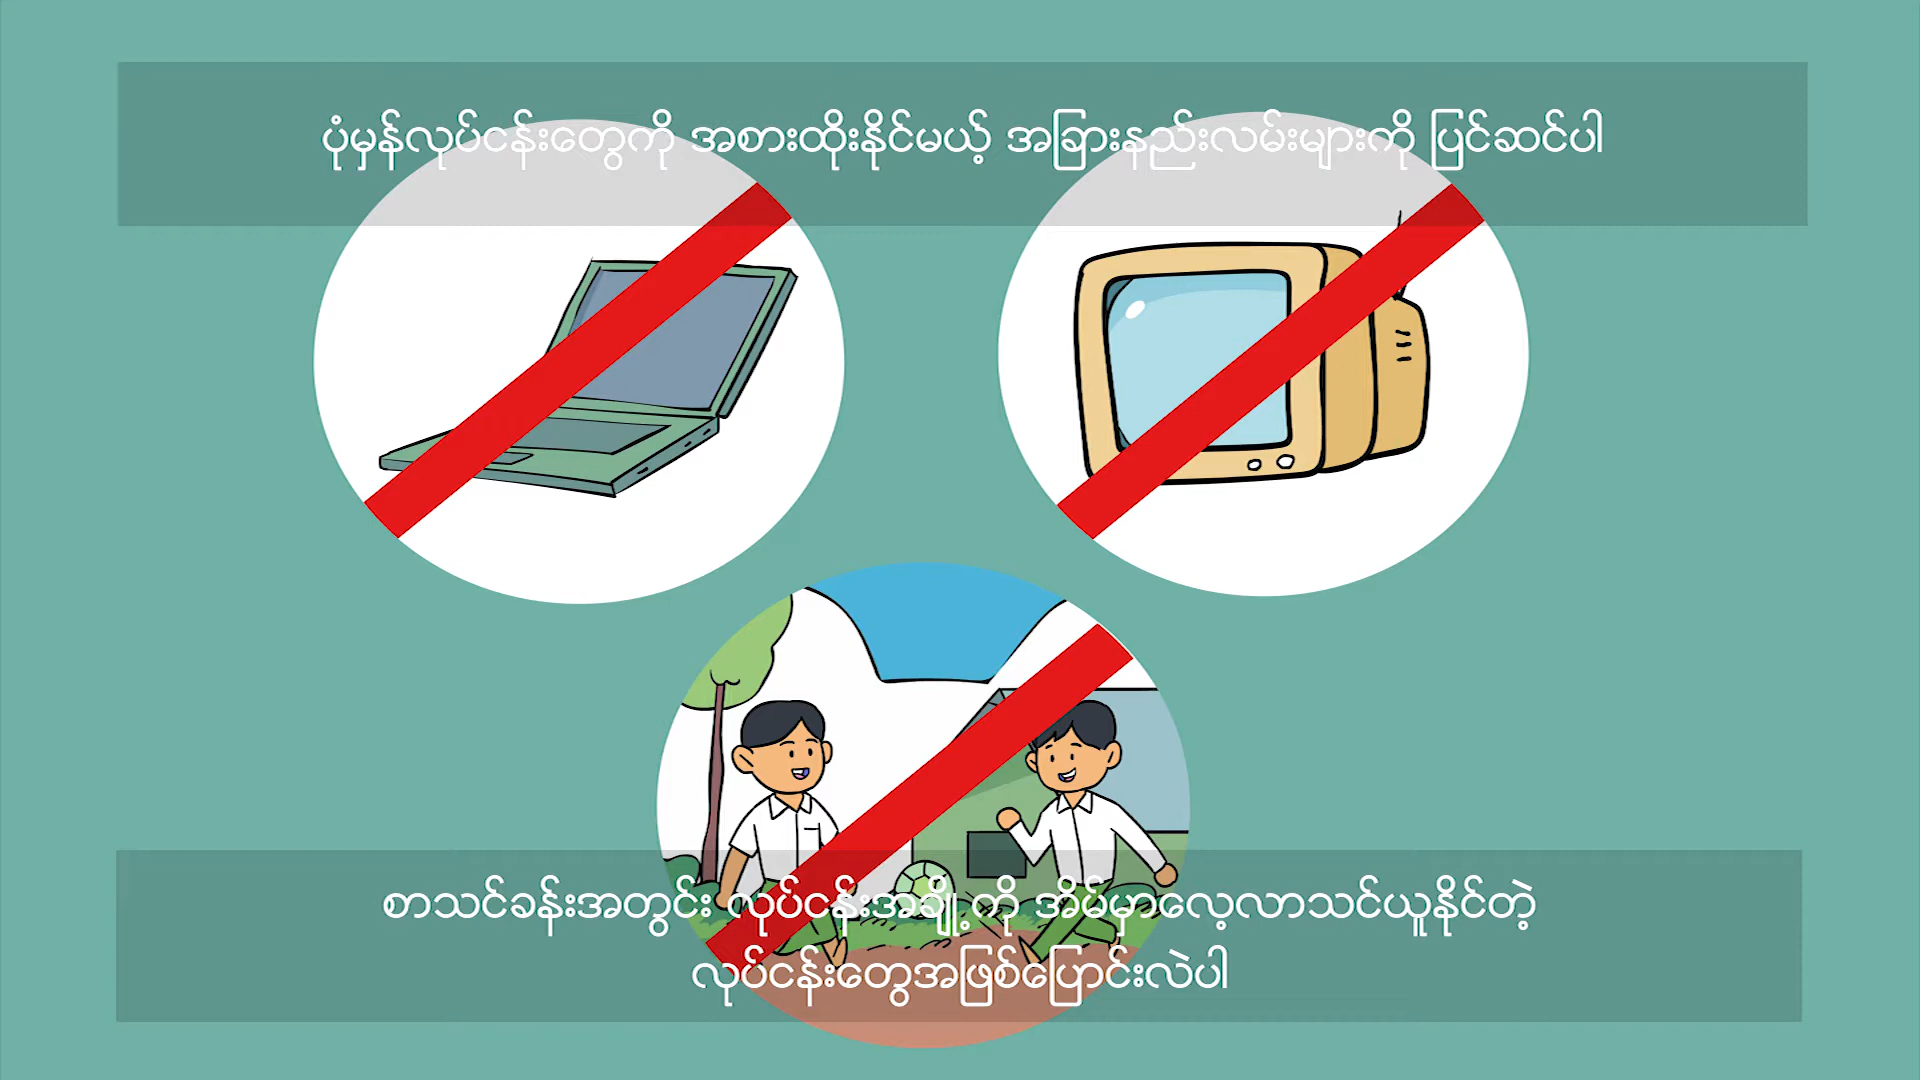 ပုံမှန်လုပ်ငန်းတွေကို အစားထိုးနိုင်မယ့် အခြားနည်းလမ်းများကို ပြင်ဆင်ပါ
စာသင်ခန်းအတွင်း လုပ်ငန်းအချို့ကို အိမ်မှာလေ့လာသင်ယူနိုင်တဲ့
လုပ်ငန်းတွေအဖြစ်ပြောင်းလဲပါ